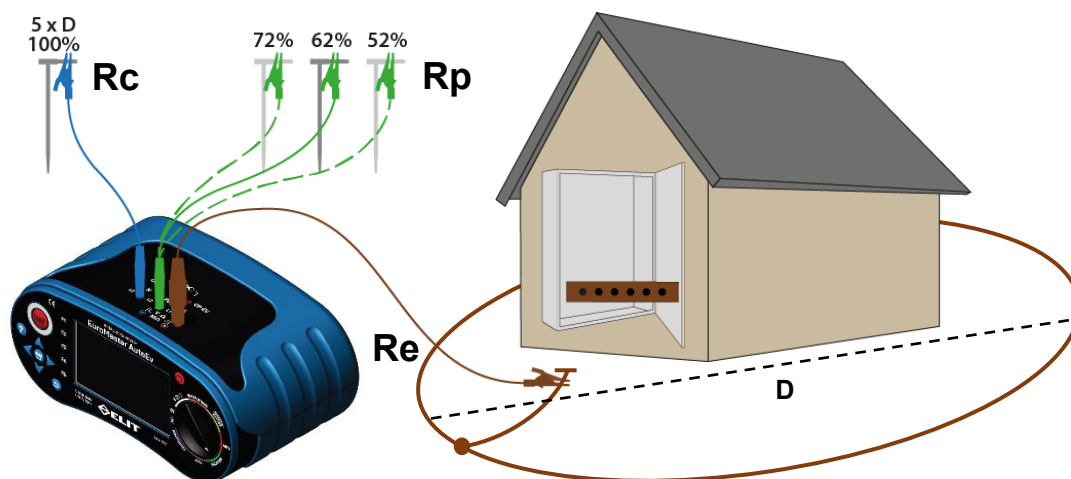 5 x D
100%
Rc
72%
62%
52%
Rp
Re
D
EuroMaster AutoEv
ELIT